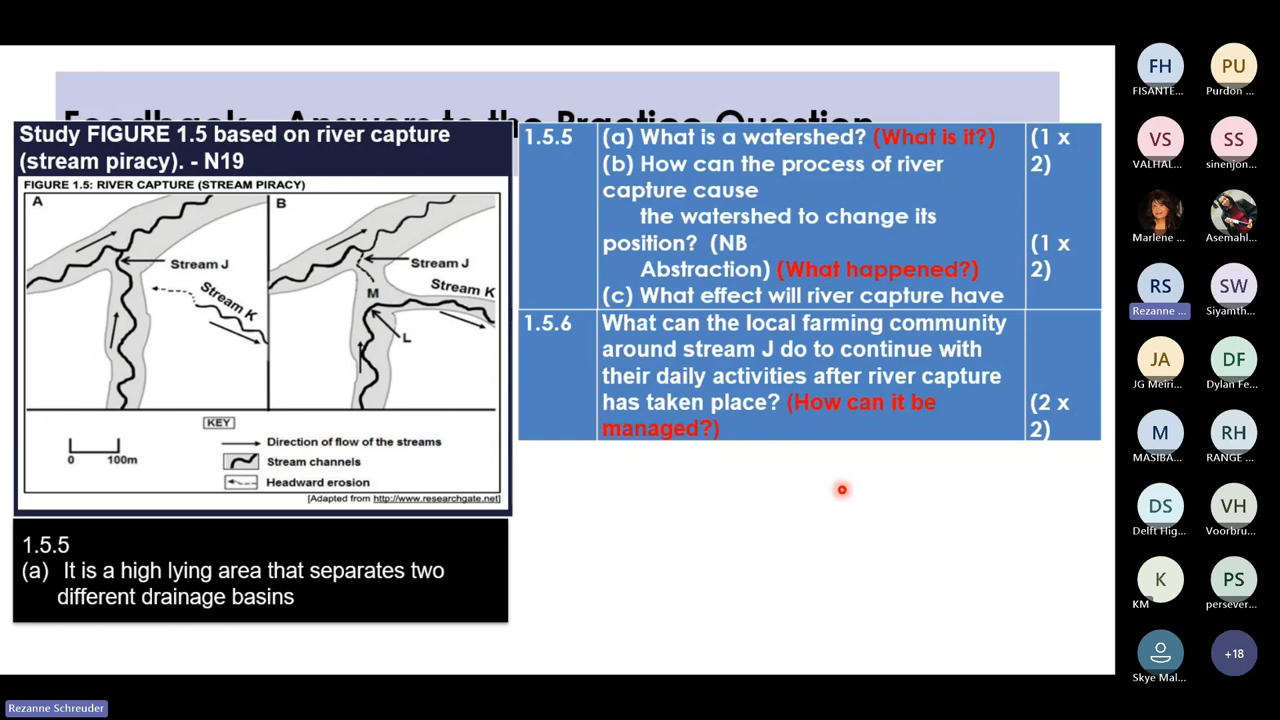 Feedback – Answers to the Practice Question
Study FIGURE 1.5 based on river capture
(stream piracy). - N19
FIGURE 1.5: RIVER CAPTURE (STREAM PIRACY)
A
B
Stream J
Stream K
Stream J
Stream K
M
L
KEY
0 100m
Direction of flow of the streams
Stream channels
Headward erosion
[Adapted from http://www.researchgate.net]
1.5.5
(a) It is a high lying area that separates two
different drainage basins
1.5.5 (a) What is a watershed? (What is it?) (1 x
(b) How can the process of river 2)
capture cause
the watershed to change its
position? (NB (1 x
Abstraction) (What happened?) 2)
(c) What effect will river capture have
1.5.6 What can the local farming community
around stream J do to continue with
their daily activities after river capture
has taken place? (How can it be (2 x
managed?) 2)
FH PU
FISANTE... Purdon ...
VS SS
VALHAL... sinenjon...
Marlene ... Asemahl...
RS SW
Rezanne ... Siyamth...
JA DF
JG Meiri... Dylan Fe...
M RH
MASIBA... RANGE ...
DS VH
Delft Hig... Voorbru...
K PS
KM persever...
Skye Mal... +18
Rezanne Schreuder